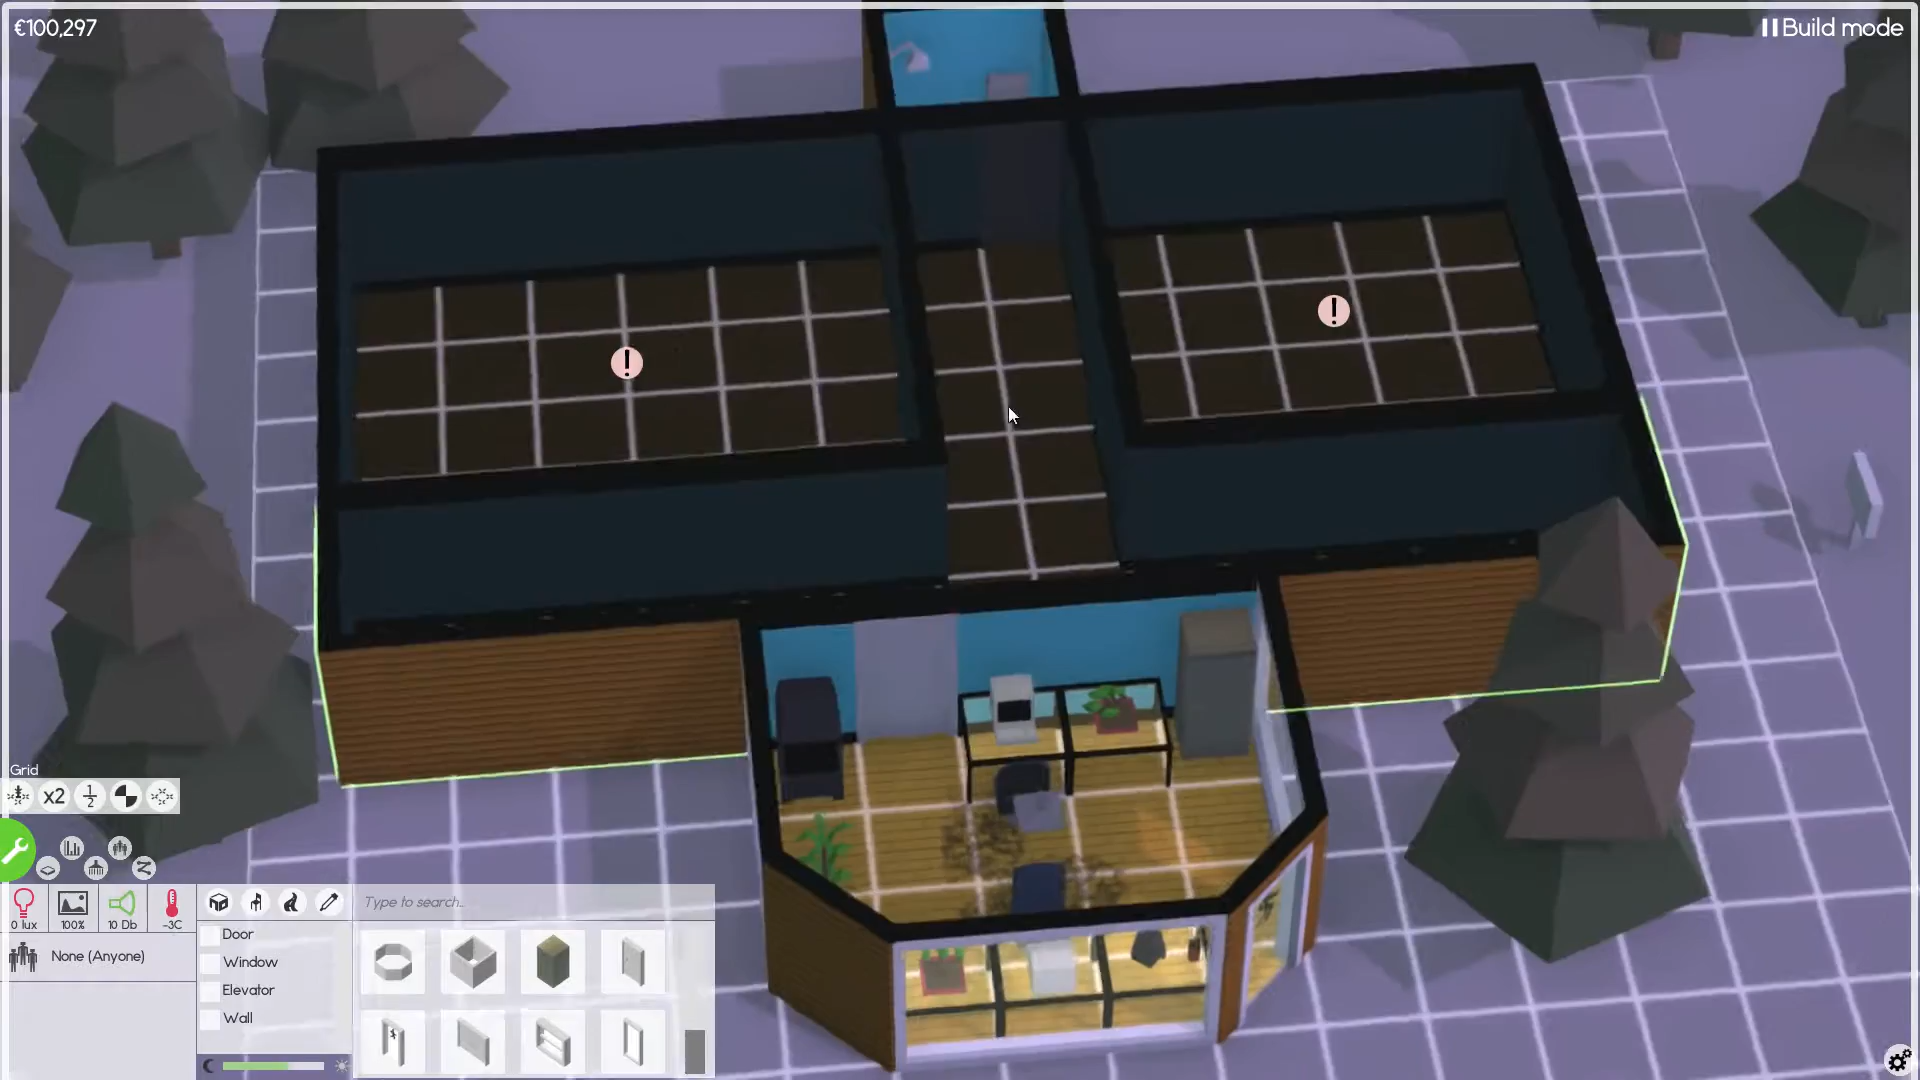 €100,297
Build mode
!
!
Grid
x2
1/2
0 lux
100%
10 Db
-3C
Type to search...
None (Anyone)
Door
Window
Elevator
Wall